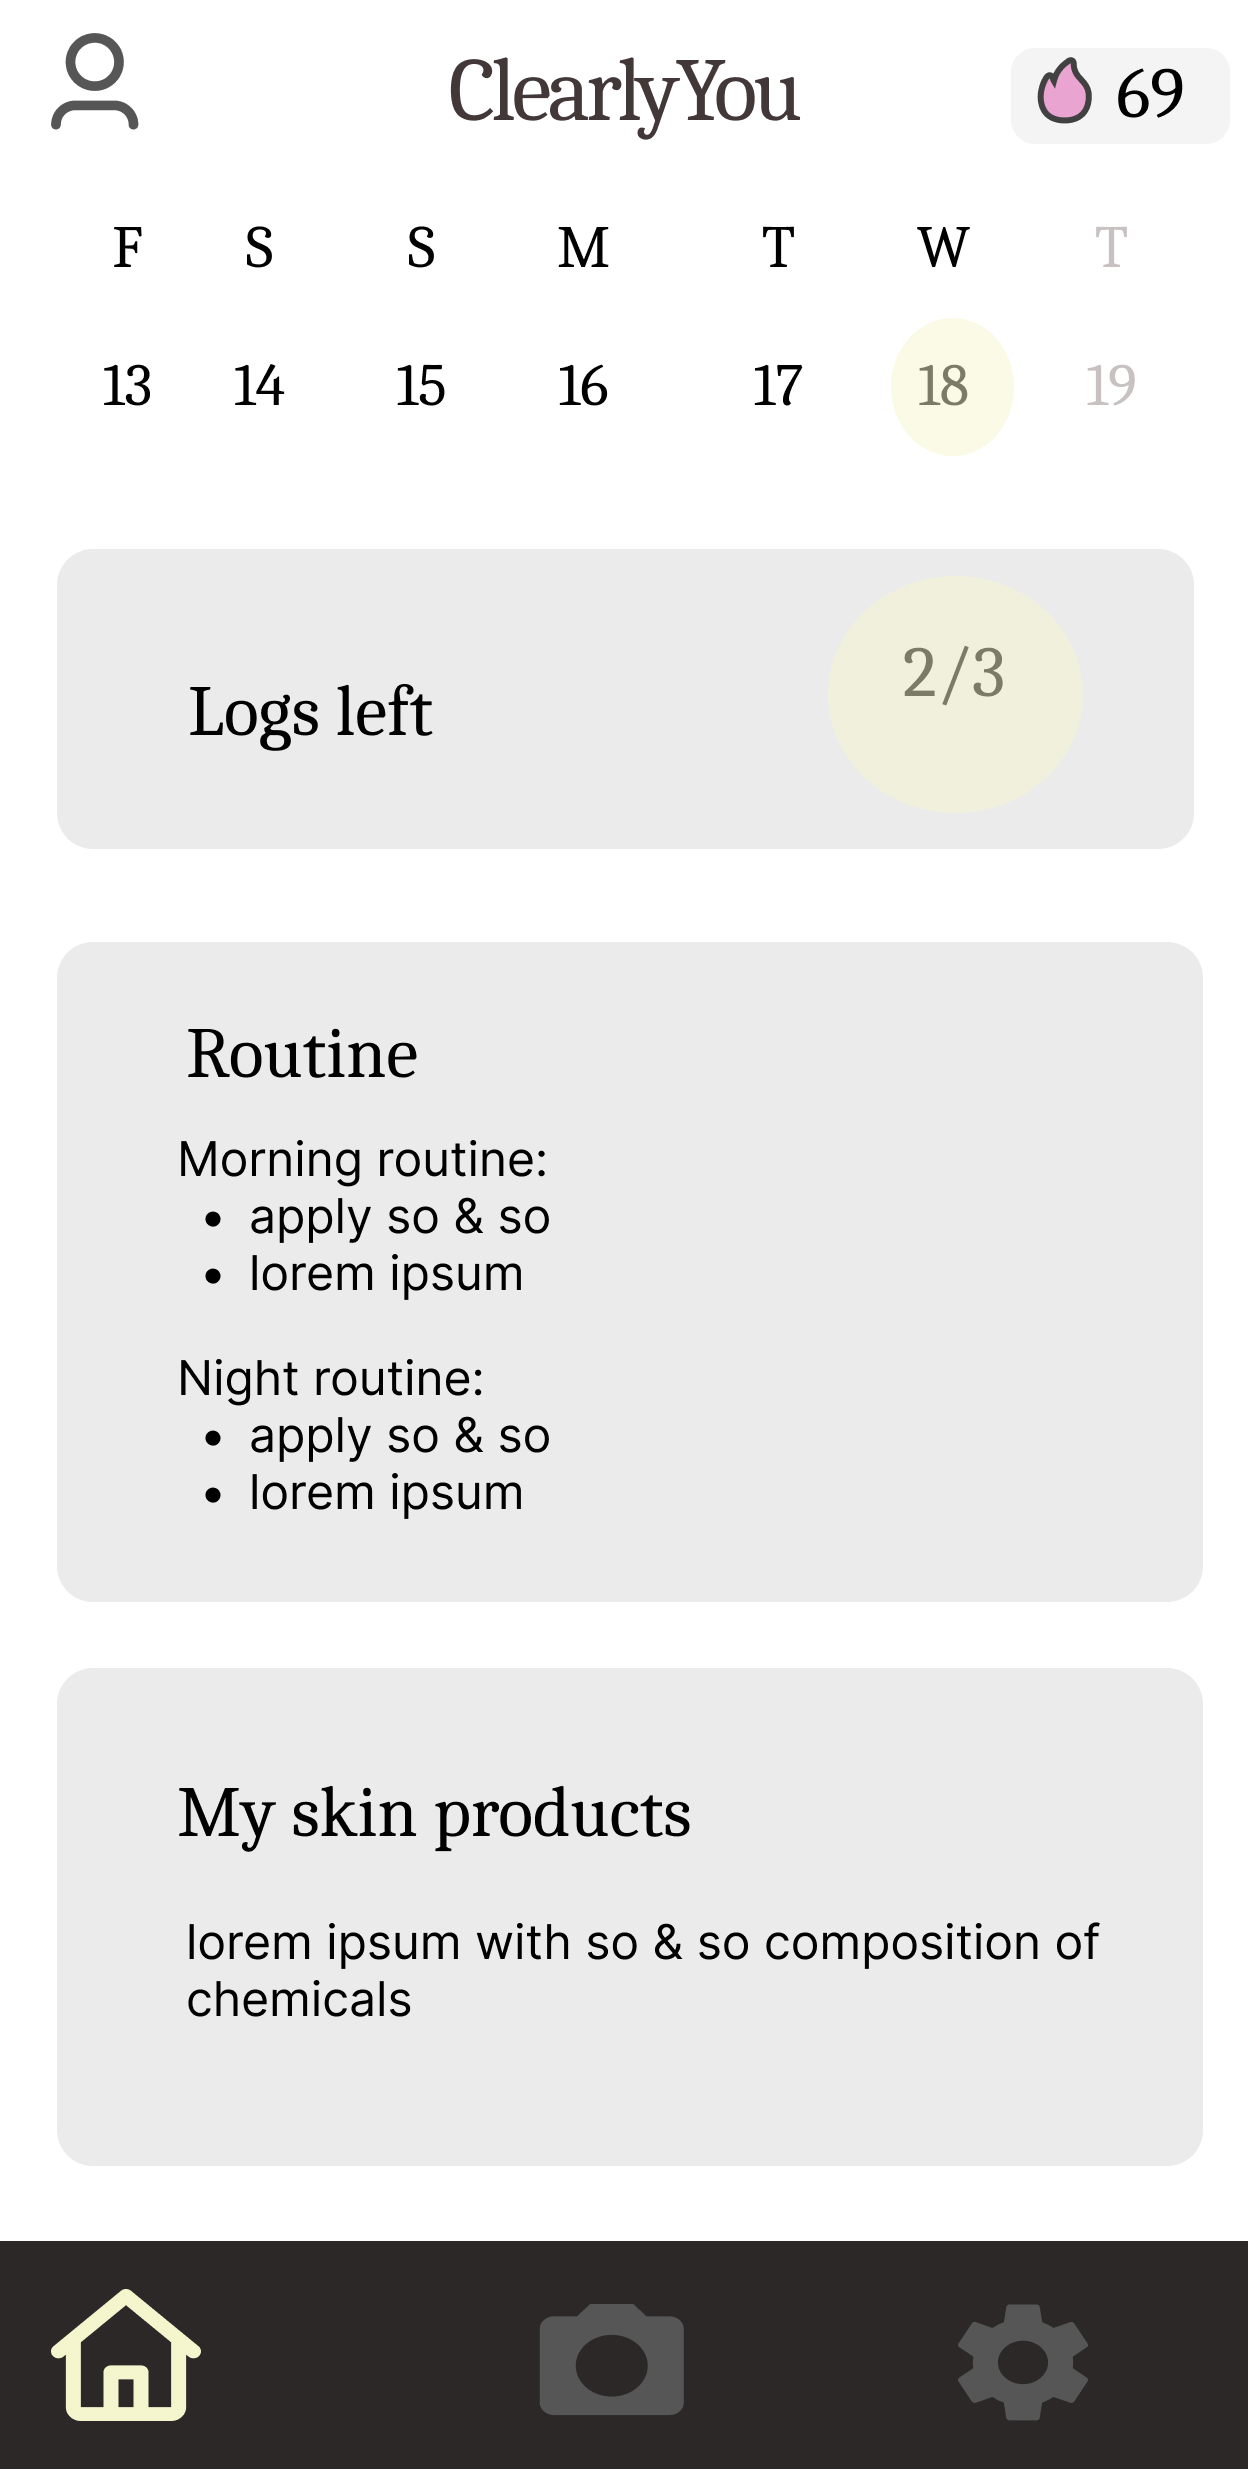 ClearlyYou
69
F S S M T W T
13 14 15 16 17 18 19
Logs left
2/3
Routine
Morning routine:
• apply so & so
• lorem ipsum
Night routine:
• apply so & so
• lorem ipsum
My skin products
lorem ipsum with so & so composition of
chemicals